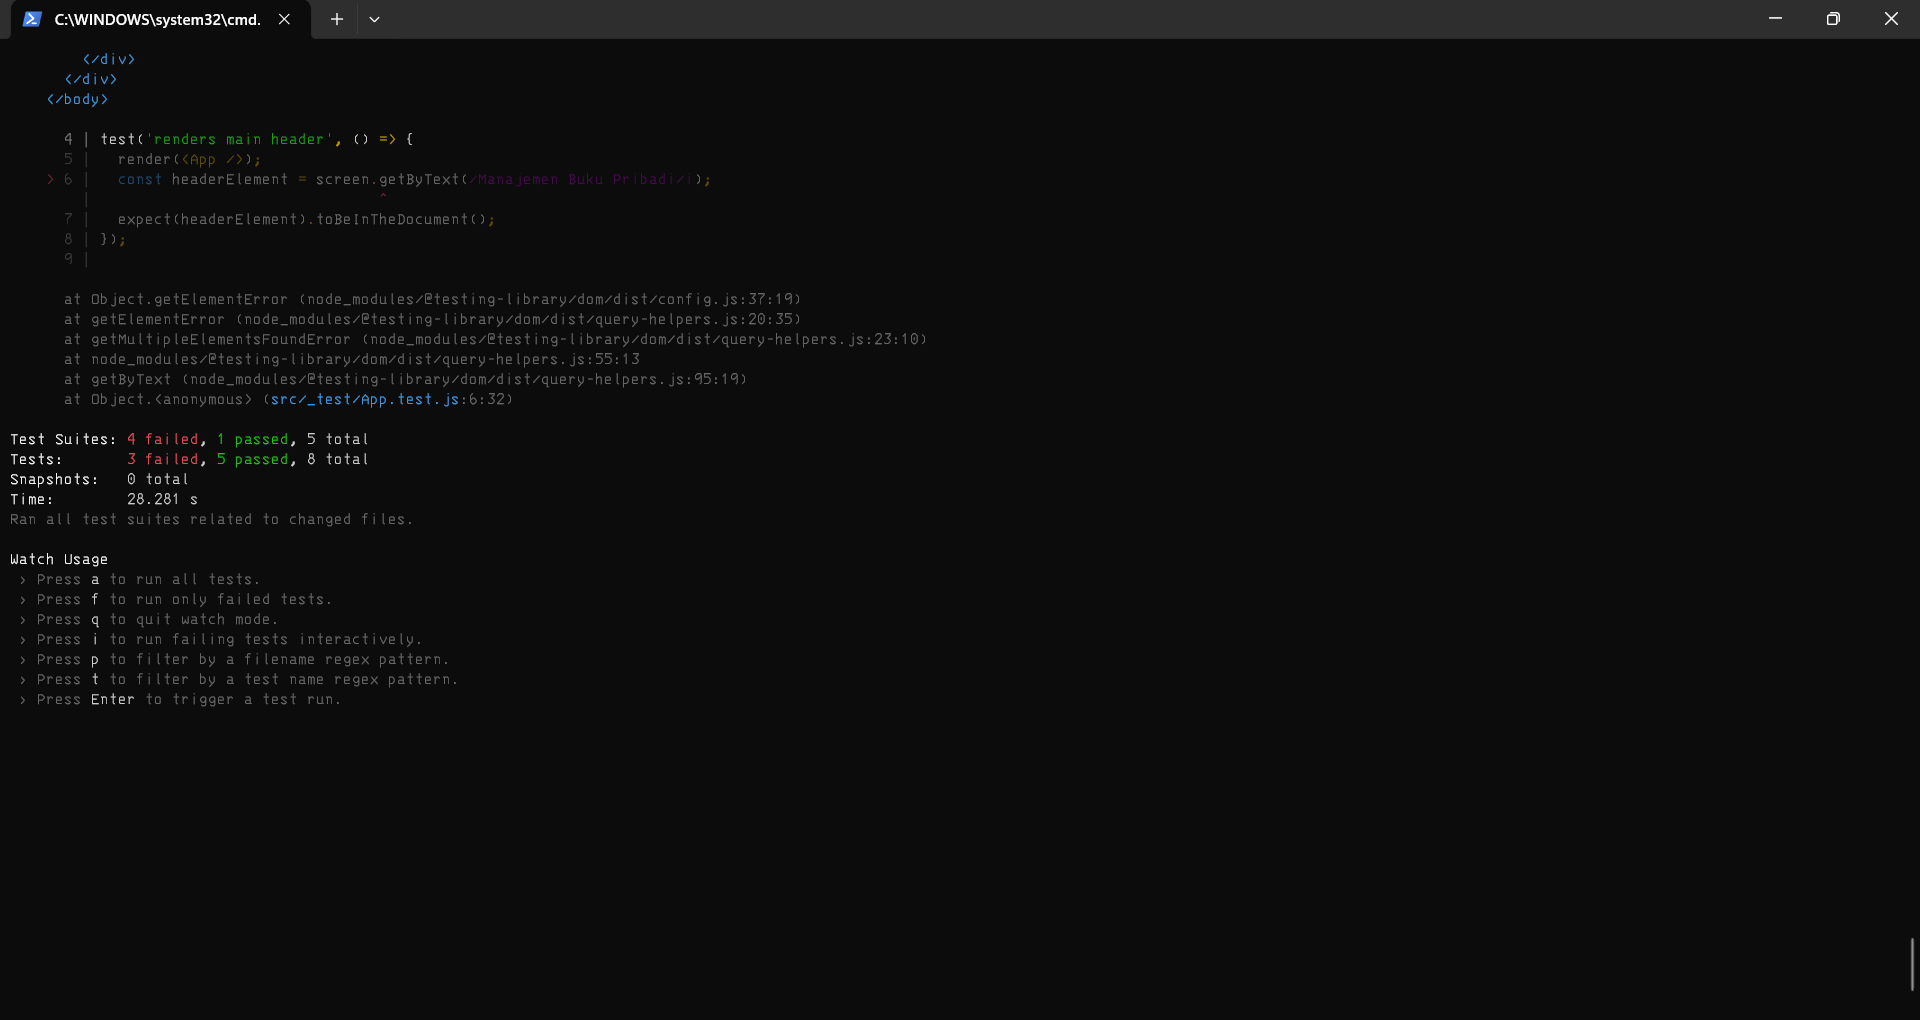 C:\WINDOWS\system32\cmd.
</div>
</div>
</body>
4 | test('renders main header', () => {
5 |   render(<App />);
> 6 |   const headerElement = screen.getByText(/Manajemen Buku Pribadi/i);
|                                 ^
7 |   expect(headerElement).toBeInTheDocument();
8 | });
9 |
at Object.getElementError (node_modules/@testing-library/dom/dist/config.js:37:19)
at getElementError (node_modules/@testing-library/dom/dist/query-helpers.js:20:35)
at getMultipleElementsFoundError (node_modules/@testing-library/dom/dist/query-helpers.js:23:10)
at node_modules/@testing-library/dom/dist/query-helpers.js:55:13
at getByText (node_modules/@testing-library/dom/dist/query-helpers.js:95:19)
at Object.<anonymous> (src/_test/App.test.js:6:32)
Test Suites: 4 failed, 1 passed, 5 total
Tests:       3 failed, 5 passed, 8 total
Snapshots:   0 total
Time:        28.281 s
Ran all test suites related to changed files.
Watch Usage
› Press a to run all tests.
› Press f to run only failed tests.
› Press q to quit watch mode.
› Press i to run failing tests interactively.
› Press p to filter by a filename regex pattern.
› Press t to filter by a test name regex pattern.
› Press Enter to trigger a test run.